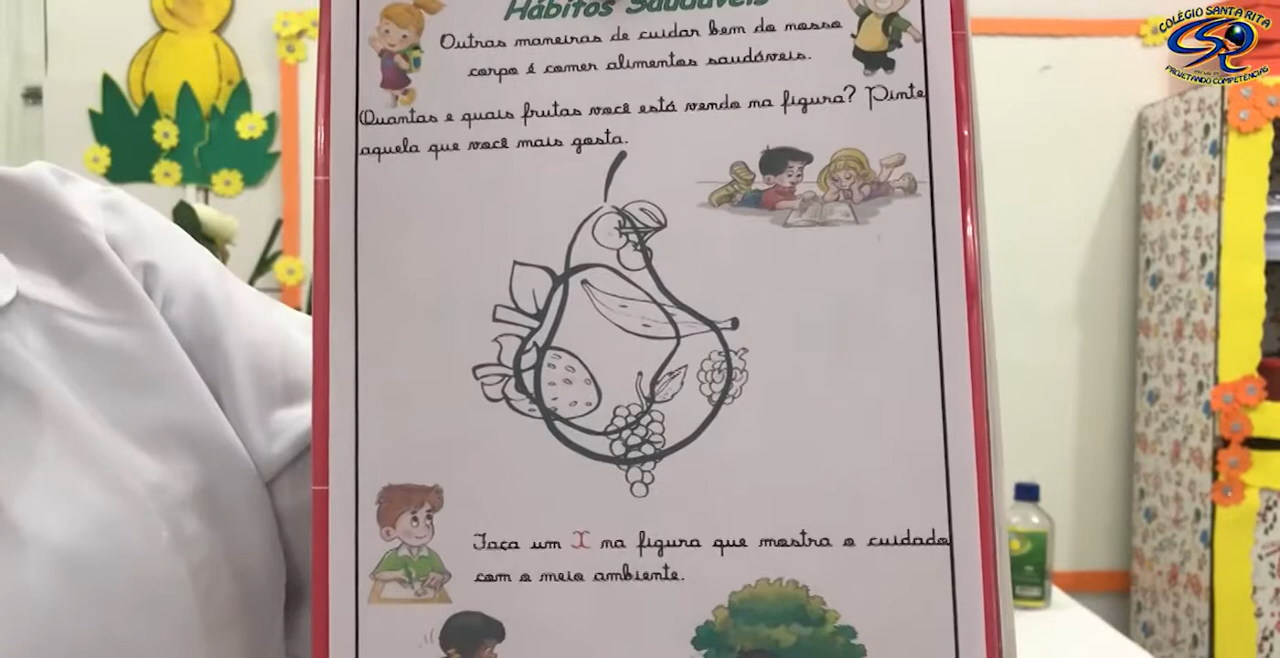 Hábitos Saudáveis
COLÉGIO SANTA RITA
PROJETANDO COMPETÊNCIAS
Outras maneiras de cuidar bem do nosso
corpo é comer alimentos saudáveis.
Quantas e quais frutas você está vendo na figura? Pinte
aquela que você mais gosta.
Faça um X na figura que mostra o cuidado
com o meio ambiente.